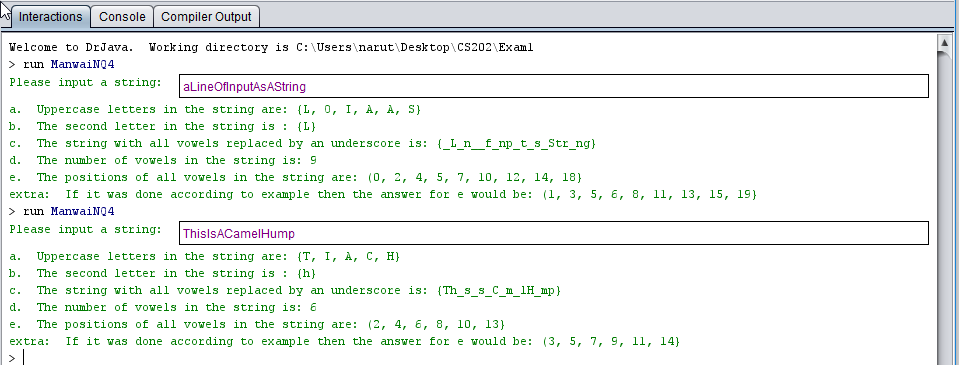 Interactions Console Compiler Output
Welcome to DrJava.  Working directory is C:\Users\narut\Desktop\CS202\Exam1
> run ManwaiNQ4
Please input a string: aLineOfInputAsAString
a.  Uppercase letters in the string are: {L, O, I, A, A, S}
b.  The second letter in the string is : {L}
c.  The string with all vowels replaced by an underscore is: {_L_n__f_np_t_s_Str_ng}
d.  The number of vowels in the string is: 9
e.  The positions of all vowels in the string are: (0, 2, 4, 5, 7, 10, 12, 14, 18}
extra:  If it was done according to example then the answer for e would be: (1, 3, 5, 6, 8, 11, 13, 15, 19}
> run ManwaiNQ4
Please input a string: ThisIsACamelHump
a.  Uppercase letters in the string are: {T, I, A, C, H}
b.  The second letter in the string is : {h}
c.  The string with all vowels replaced by an underscore is: {Th_s_s_C_m_lH_mp}
d.  The number of vowels in the string is: 6
e.  The positions of all vowels in the string are: (2, 4, 6, 8, 10, 13}
extra:  If it was done according to example then the answer for e would be: (3, 5, 7, 9, 11, 14}
>